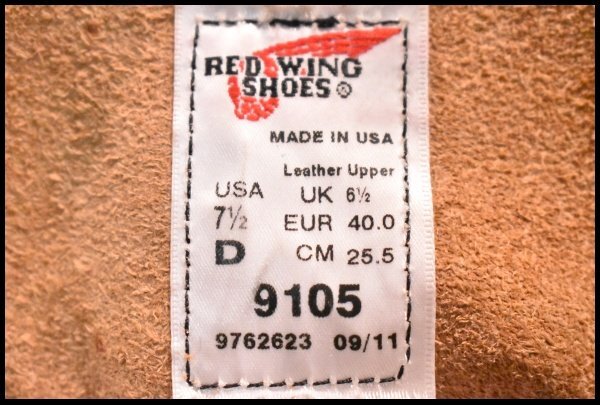 RED WING
SHOES®
MADE IN USA
Leather Upper
USA UK 6½
7½ EUR 40.0
D CM 25.5
9105
9762623 09/11